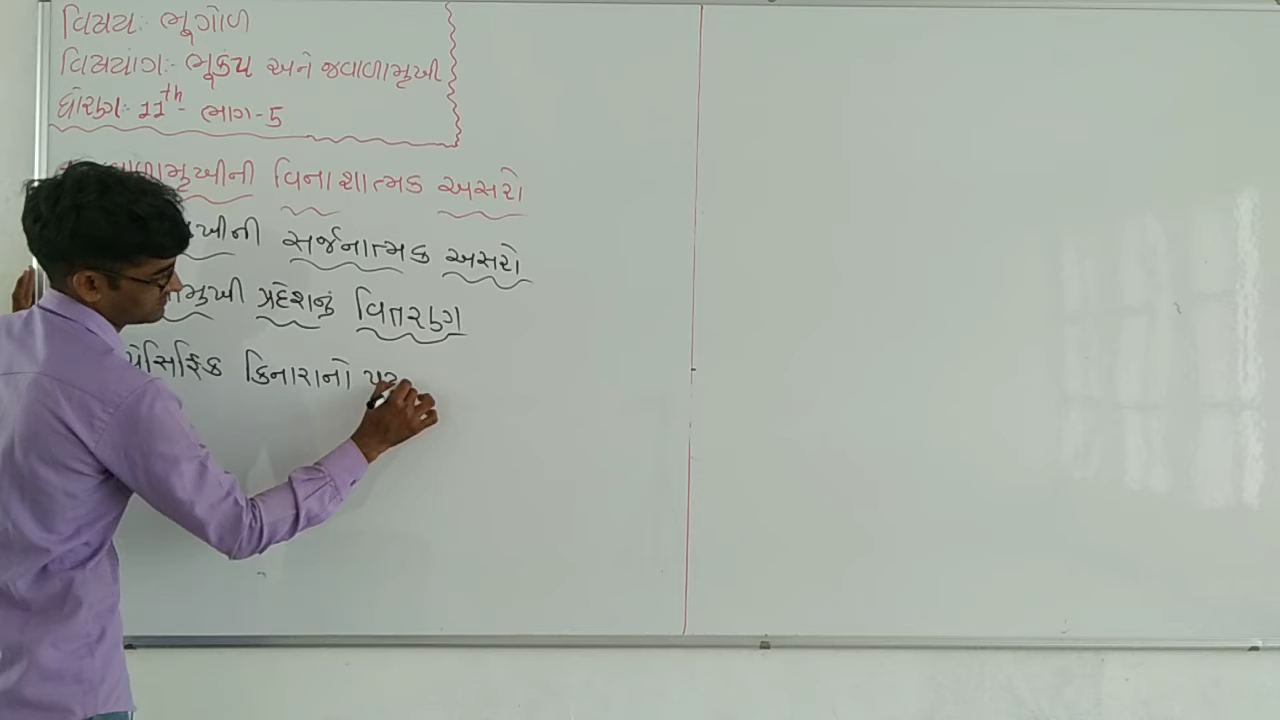 વિષય:- ભૂગોળ
વિષયાંગ:- ભૂકંપ અને જવાળામુખી
ધોરણ:- 11th ભાગ-5
વિનાશાત્મક અસરો
સર્જનાત્મક અસરો
પ્રદેશનું વિતરણ
પેસિફિક કિનારાનો